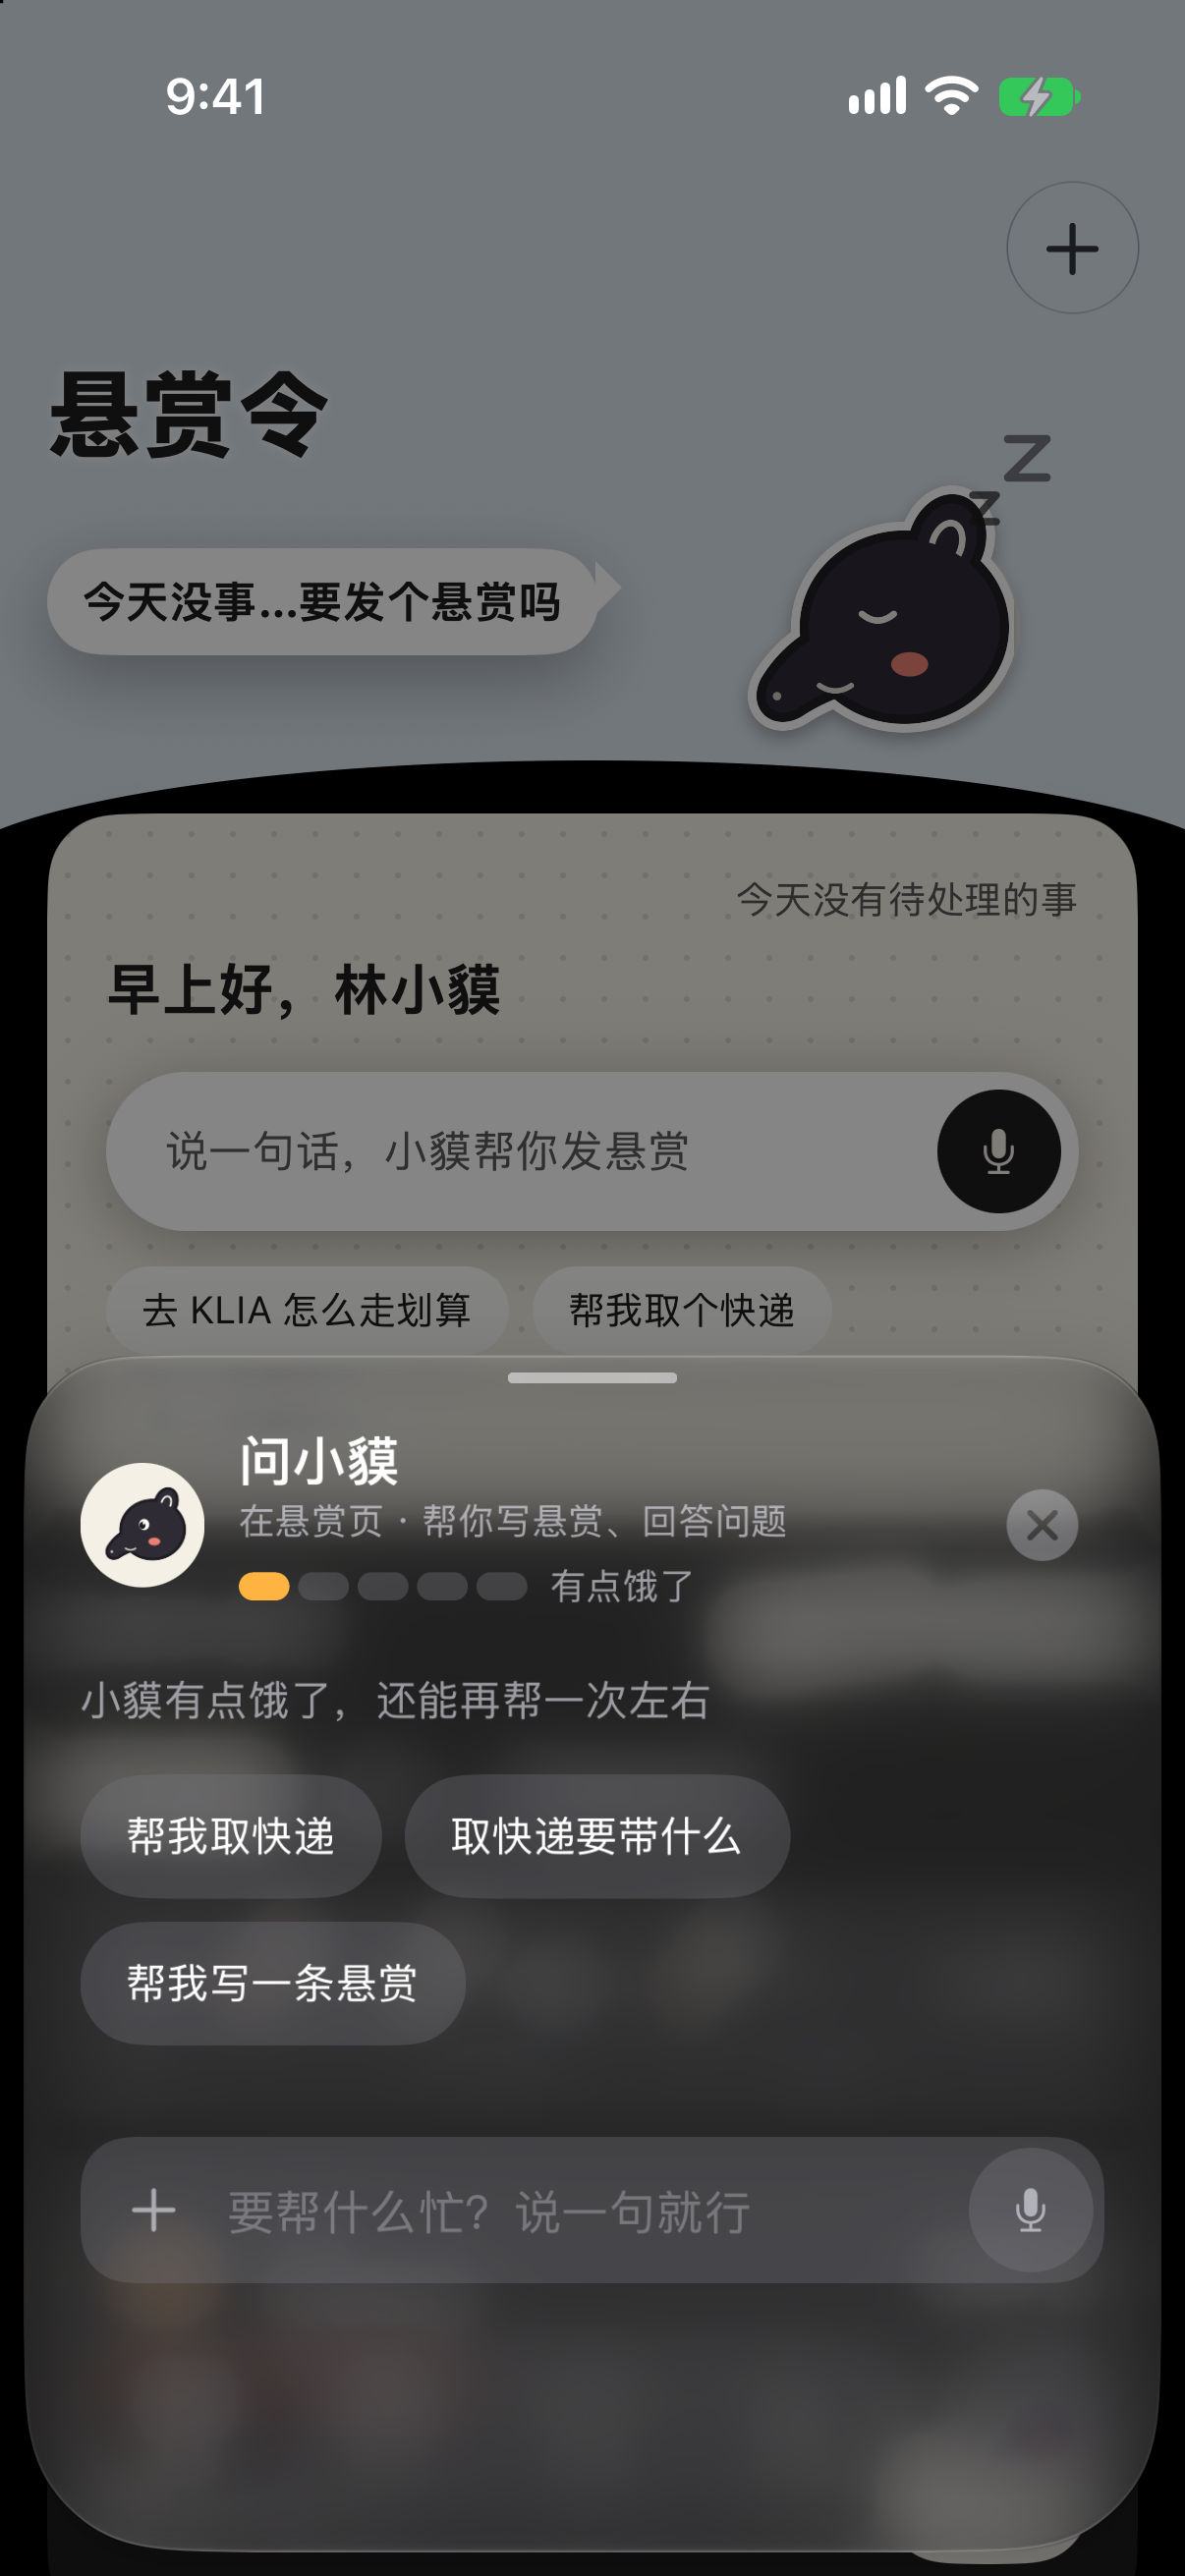 9:41
悬赏令
z
z
今天没事...要发个悬赏吗
今天没有待处理的事
早上好，林小貘
说一句话，小貘帮你发悬赏
去 KLIA 怎么走划算
帮我取个快递
问小貘
在悬赏页 · 帮你写悬赏、回答问题
有点饿了
小貘有点饿了，还能再帮一次左右
帮我取快递
取快递要带什么
帮我写一条悬赏
要帮什么忙？说一句就行